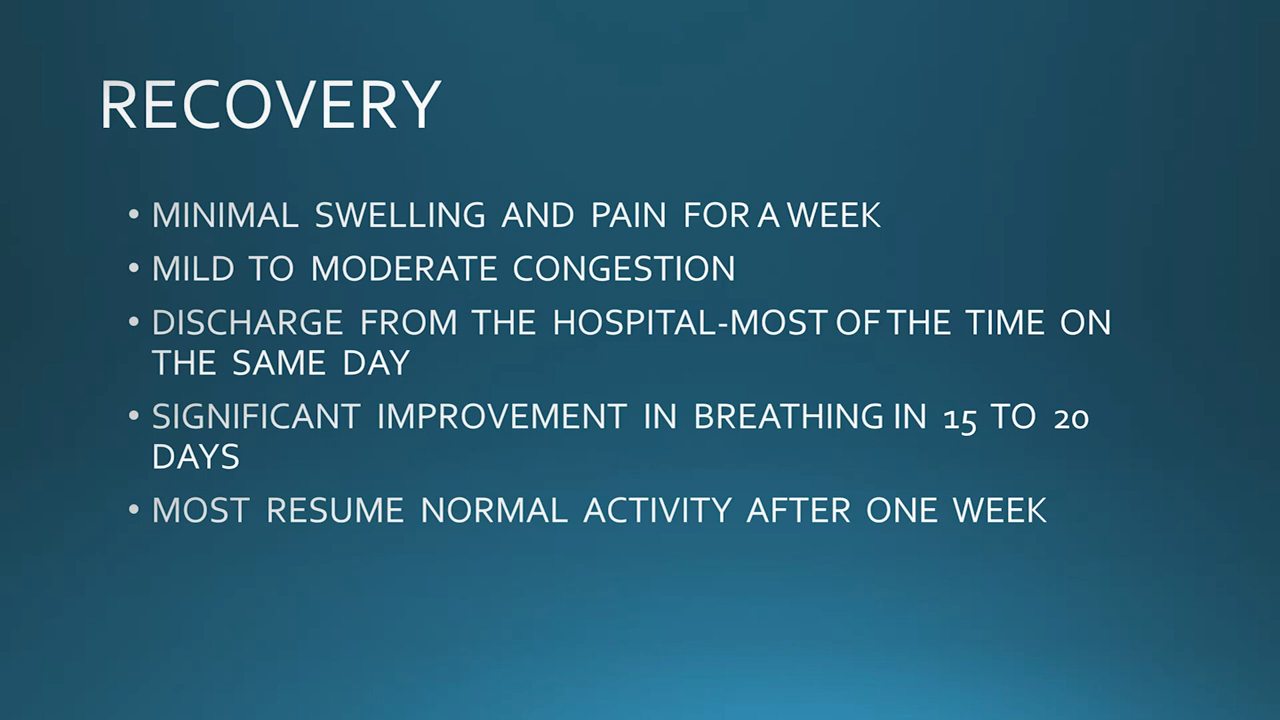 RECOVERY
• MINIMAL SWELLING AND PAIN FOR A WEEK
• MILD TO MODERATE CONGESTION
• DISCHARGE FROM THE HOSPITAL-MOST OF THE TIME ON
THE SAME DAY
• SIGNIFICANT IMPROVEMENT IN BREATHING IN 15 TO 20
DAYS
• MOST RESUME NORMAL ACTIVITY AFTER ONE WEEK